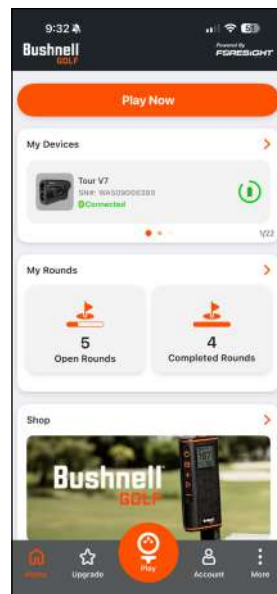 9:32
Bushnell
GOLF
Powered By
FORESIGHT
Play Now
My Devices
Tour V7
Connected
1/22
My Rounds
5
Open Rounds
4
Completed Rounds
Shop
Bushnell
GOLF
Home
Upgrade
Play
Account
More